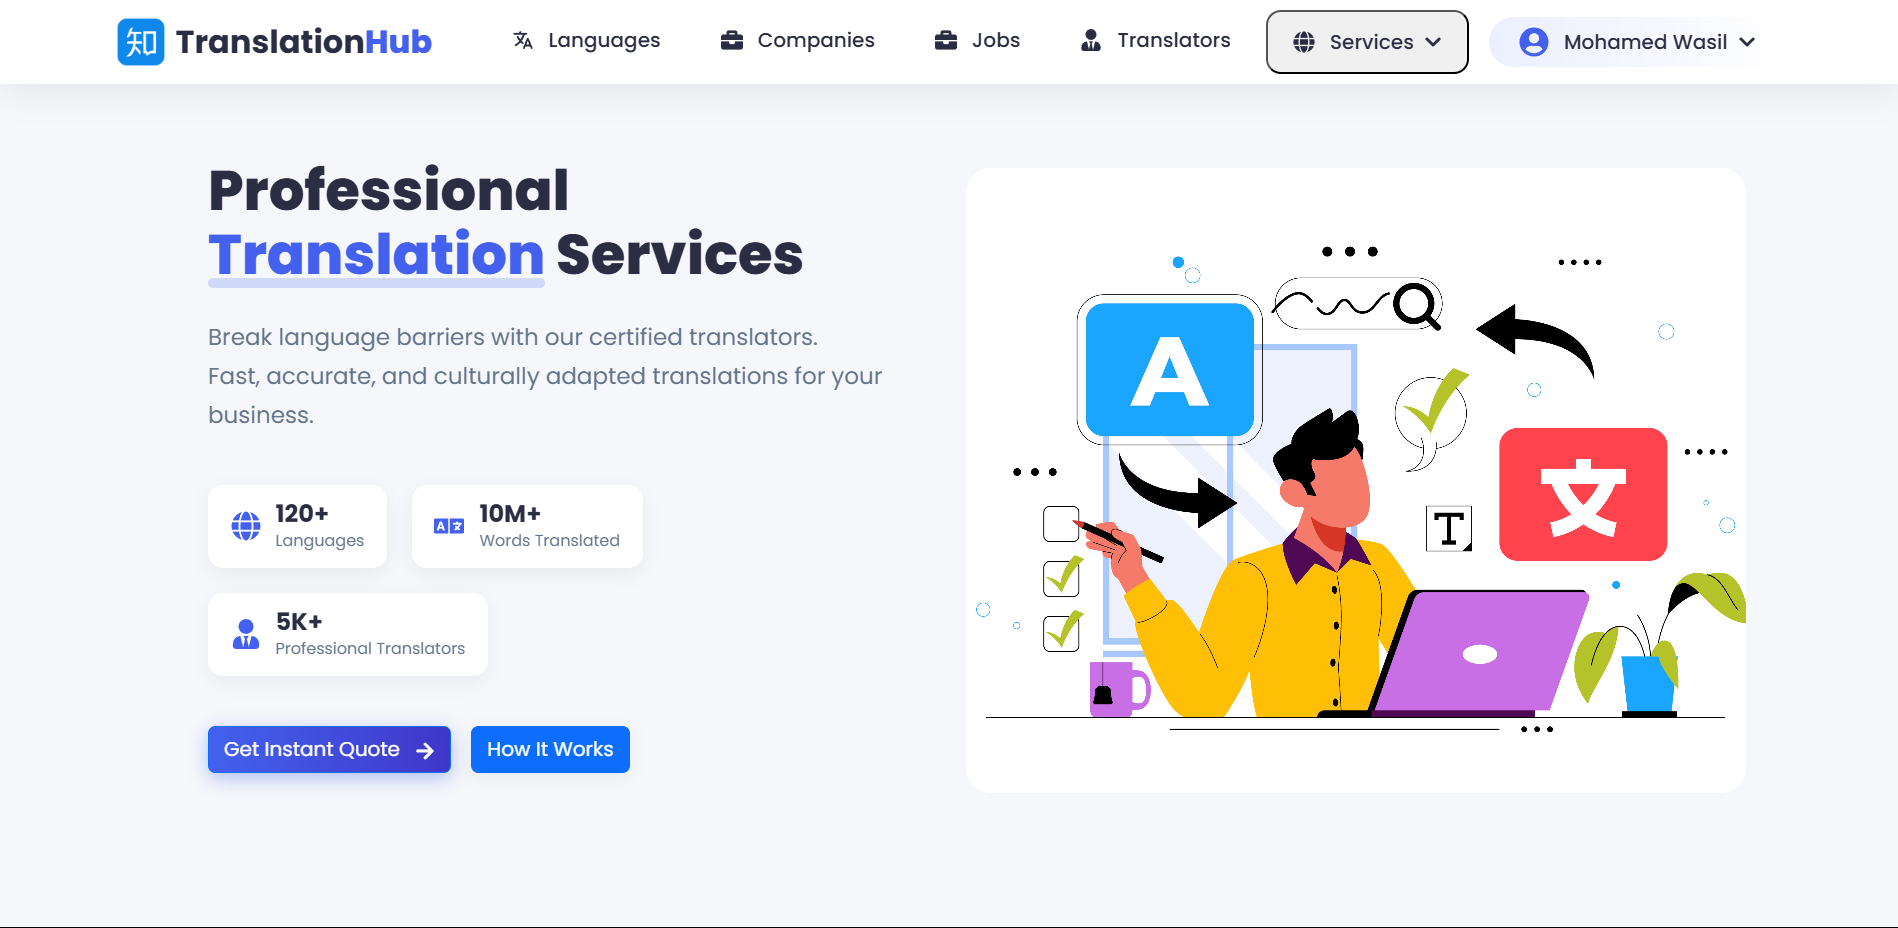 知 TranslationHub
Languages
Companies
Jobs
Translators
Services
Mohamed Wasil
Professional
Translation Services
Break language barriers with our certified translators.
Fast, accurate, and culturally adapted translations for your
business.
120+
Languages
A 文
10M+
Words Translated
5K+
Professional Translators
Get Instant Quote
How It Works
A
文
T